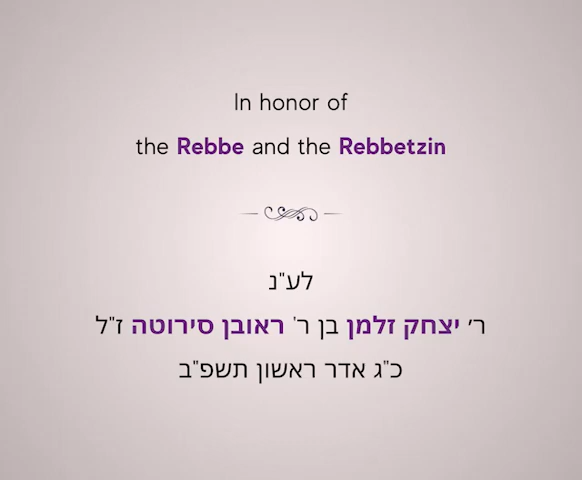 In honor of
the Rebbe and the Rebbetzin
לע"נ
ר׳ יצחק זלמן בן ר' ראובן סירוטה ז"ל
כ"ג אדר ראשון תשפ"ב